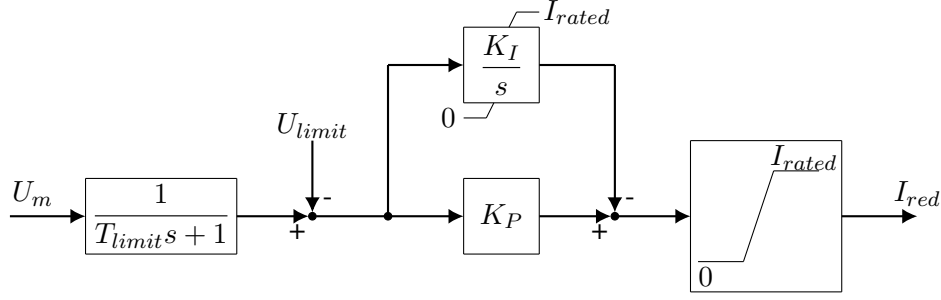 I_rated
K_I
s
0
U_limit
-
U_m
1
T_limit s + 1
+
K_P
-
+
I_rated
0
I_red